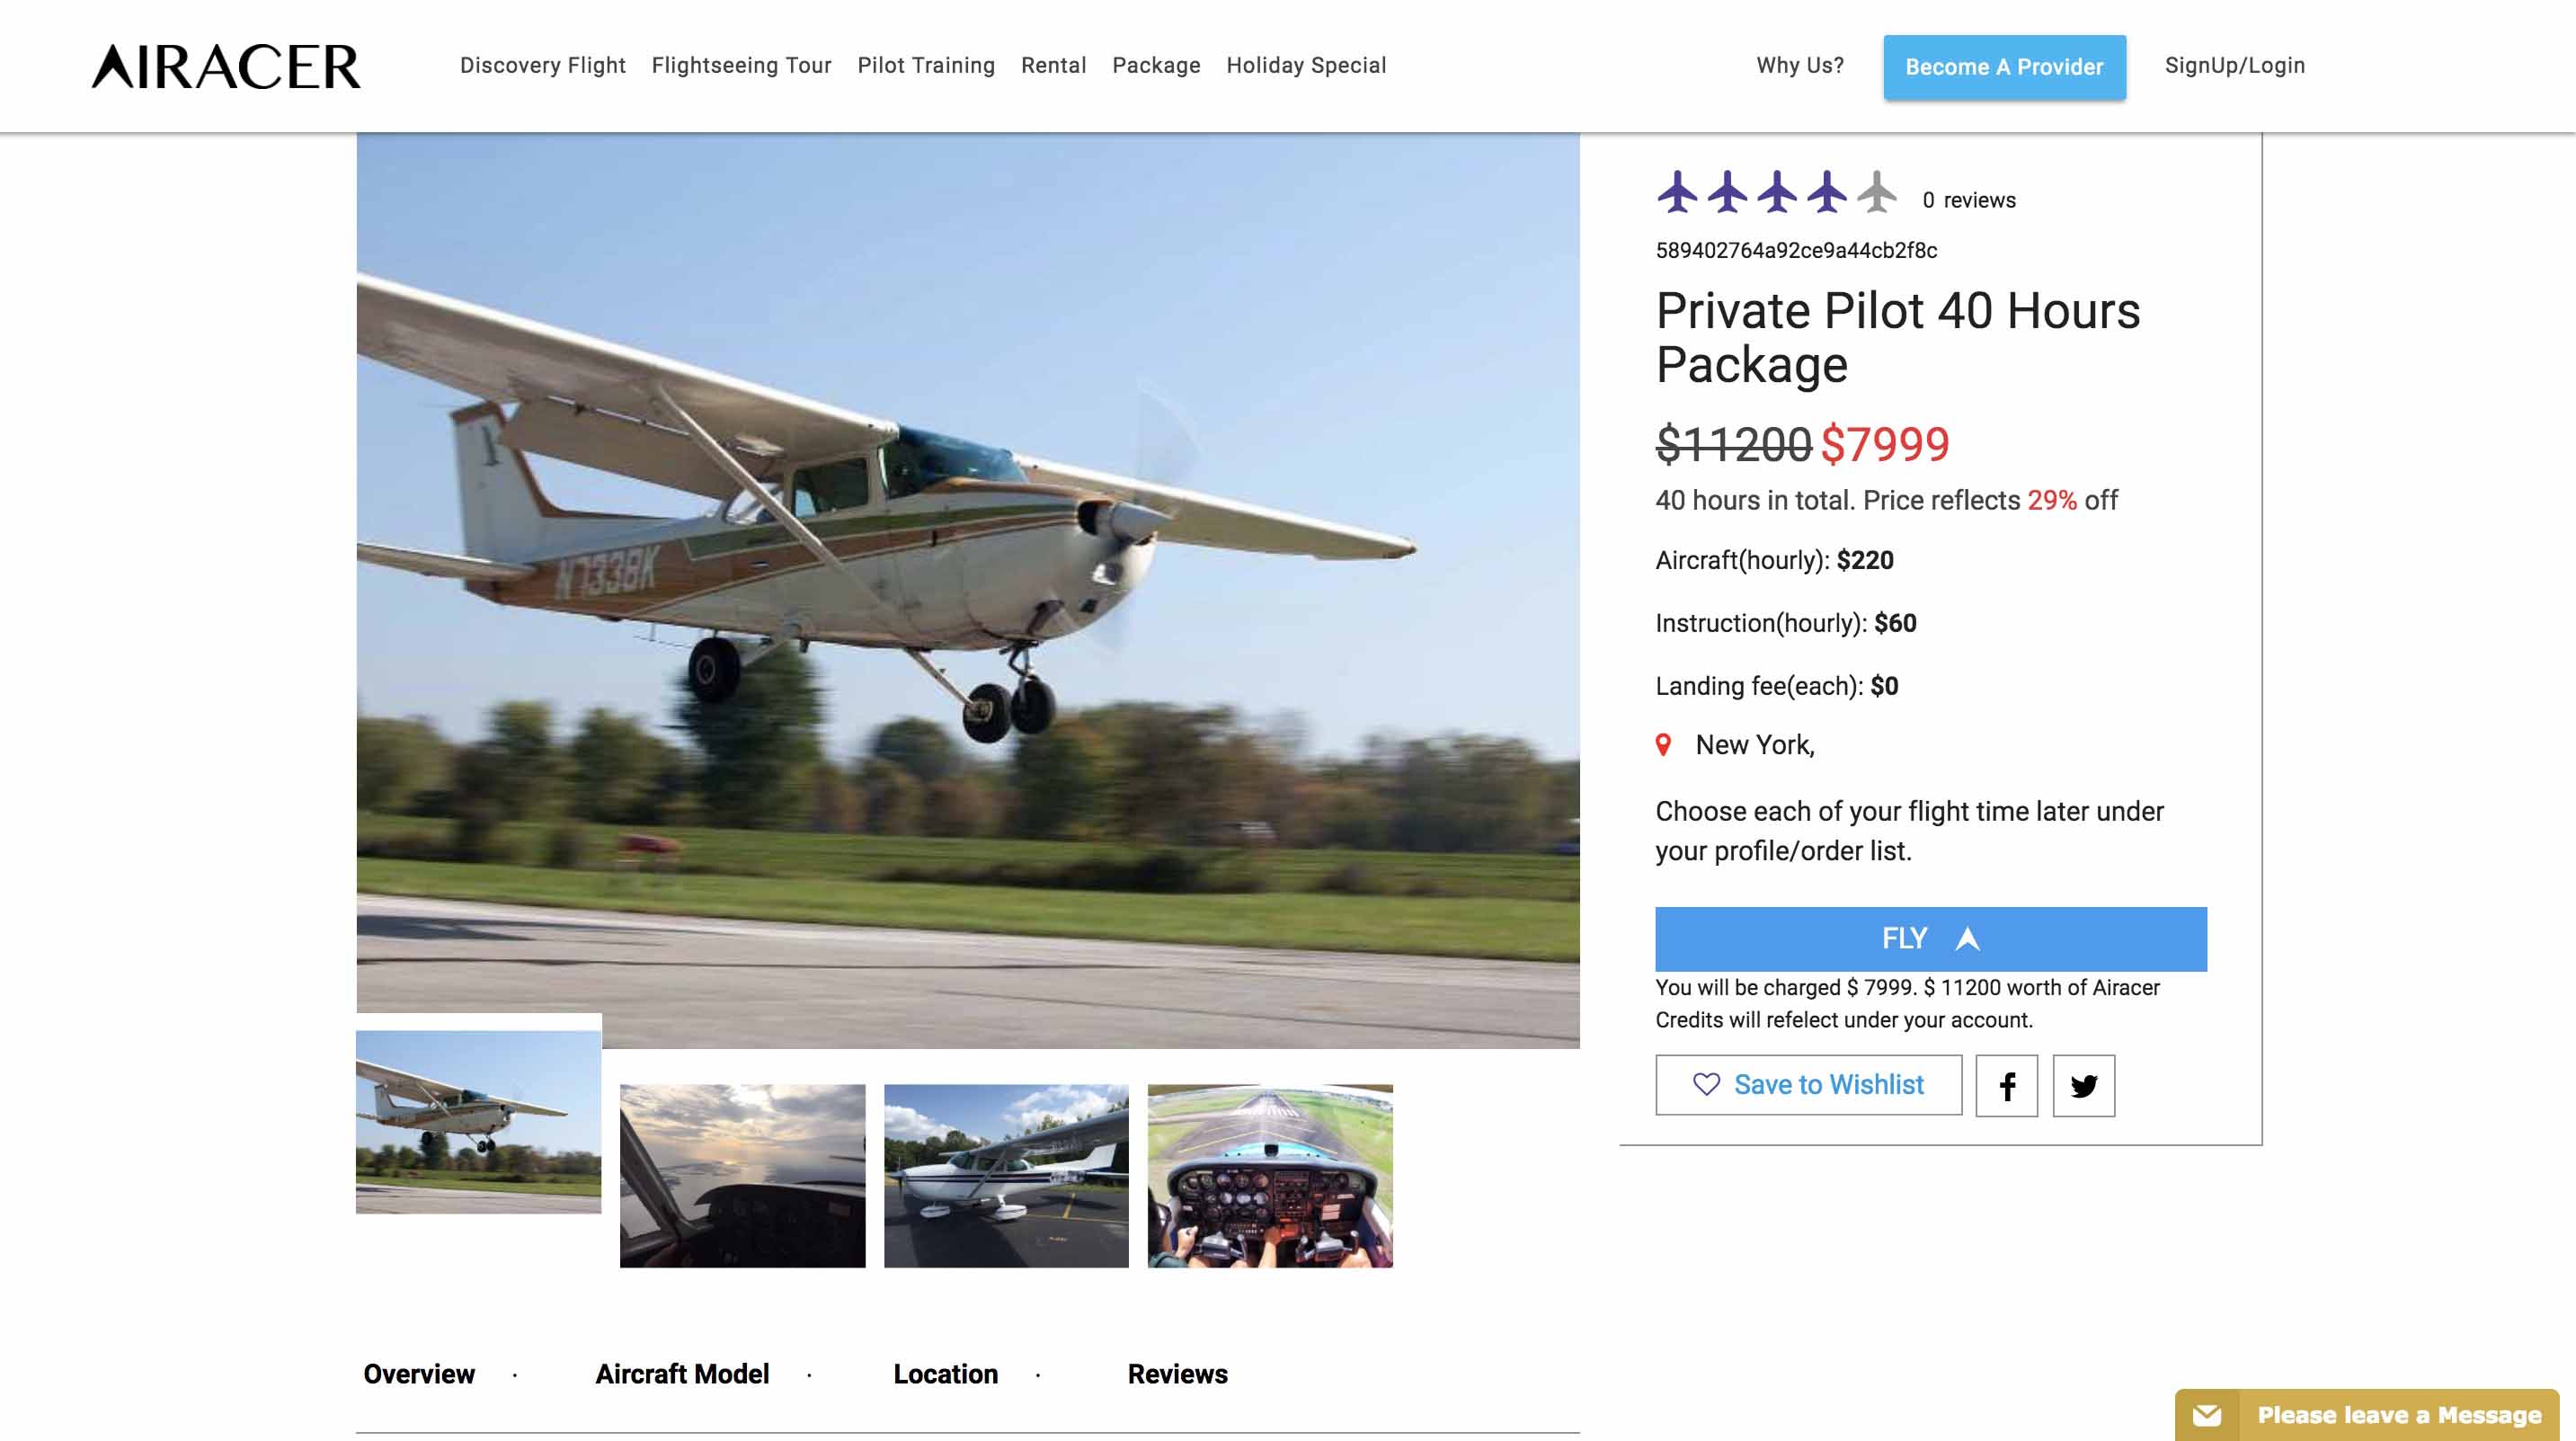 AIRACER
Discovery Flight
Flightseeing Tour
Pilot Training
Rental
Package
Holiday Special
Why Us?
Become A Provider
SignUp/Login
N733BK
0 reviews
589402764a92ce9a44cb2f8c
Private Pilot 40 Hours
Package
$11200 $7999
40 hours in total. Price reflects 29% off
Aircraft(hourly): $220
Instruction(hourly): $60
Landing fee(each): $0
New York,
Choose each of your flight time later under
your profile/order list.
FLY
You will be charged $ 7999. $ 11200 worth of Airacer
Credits will refelect under your account.
Save to Wishlist
Overview ·
Aircraft Model ·
Location ·
Reviews
Please leave a Message